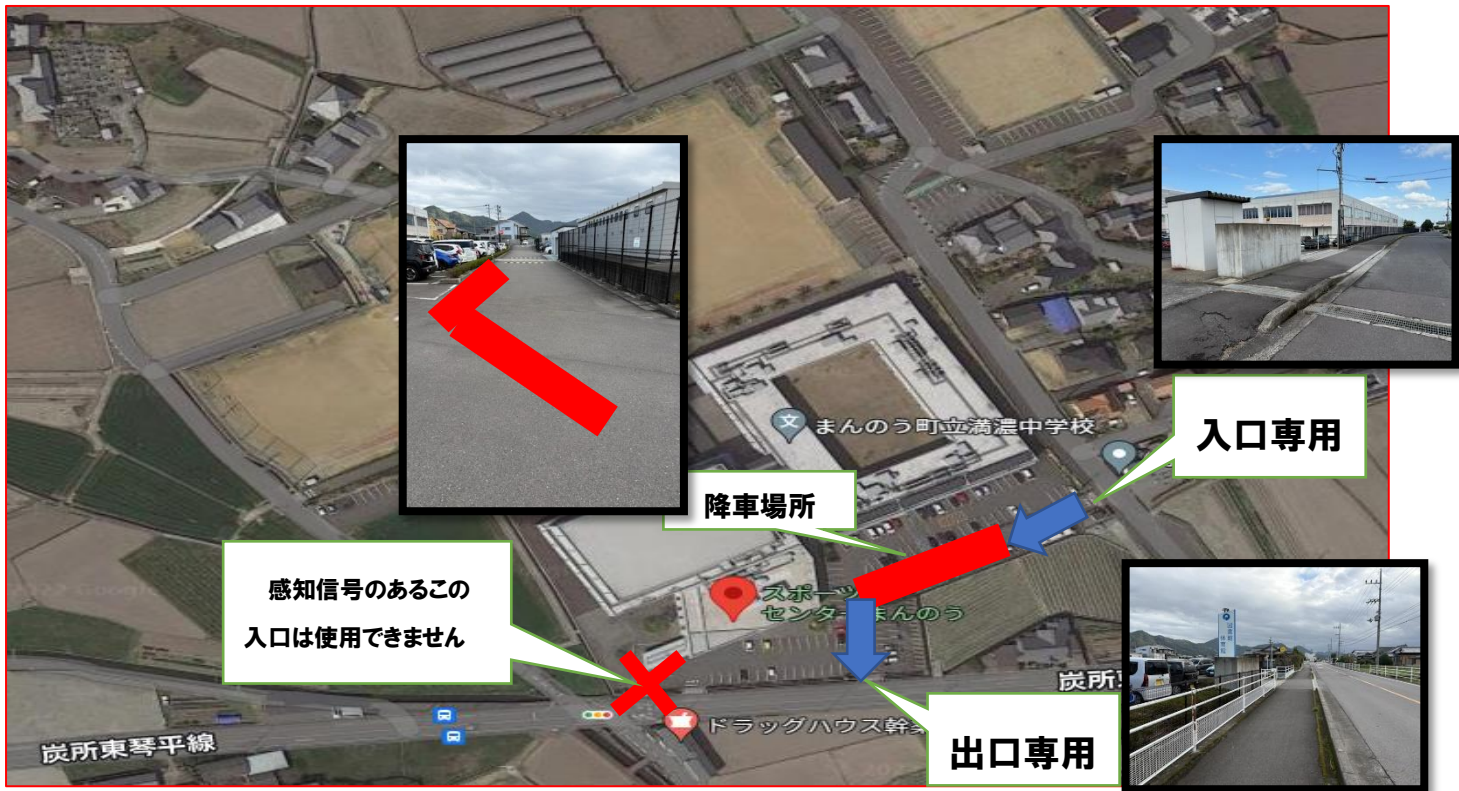 文
まんのう町立満濃中学校
入口専用
降車場所
感知信号のあるこの
入口は使用できません
スポーツ
センターまんのう
炭所
ドラッグハウス幹
出口専用
炭所東琴平線